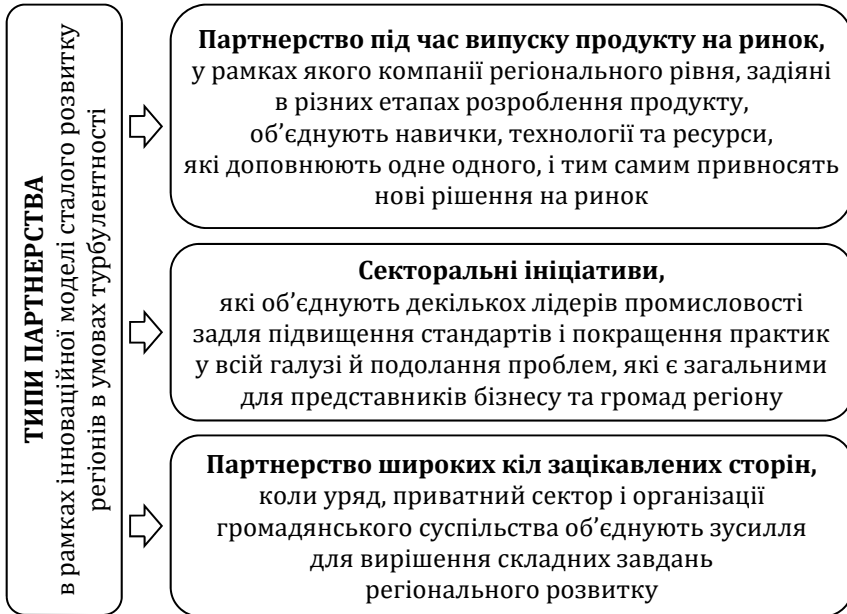 ТИПИ ПАРТНЕРСТВА
в рамках інноваційної моделі сталого розвитку
регіонів в умовах турбулентності
Партнерство під час випуску продукту на ринок,
у рамках якого компанії регіонального рівня, задіяні
в різних етапах розроблення продукту,
об’єднують навички, технології та ресурси,
які доповнюють одне одного, і тим самим привносять
нові рішення на ринок
Секторальні ініціативи,
які об’єднують декількох лідерів промисловості
задля підвищення стандартів і покращення практик
у всій галузі й подолання проблем, які є загальними
для представників бізнесу та громад регіону
Партнерство широких кіл зацікавлених сторін,
коли уряд, приватний сектор і організації
громадянського суспільства об’єднують зусилля
для вирішення складних завдань
регіонального розвитку